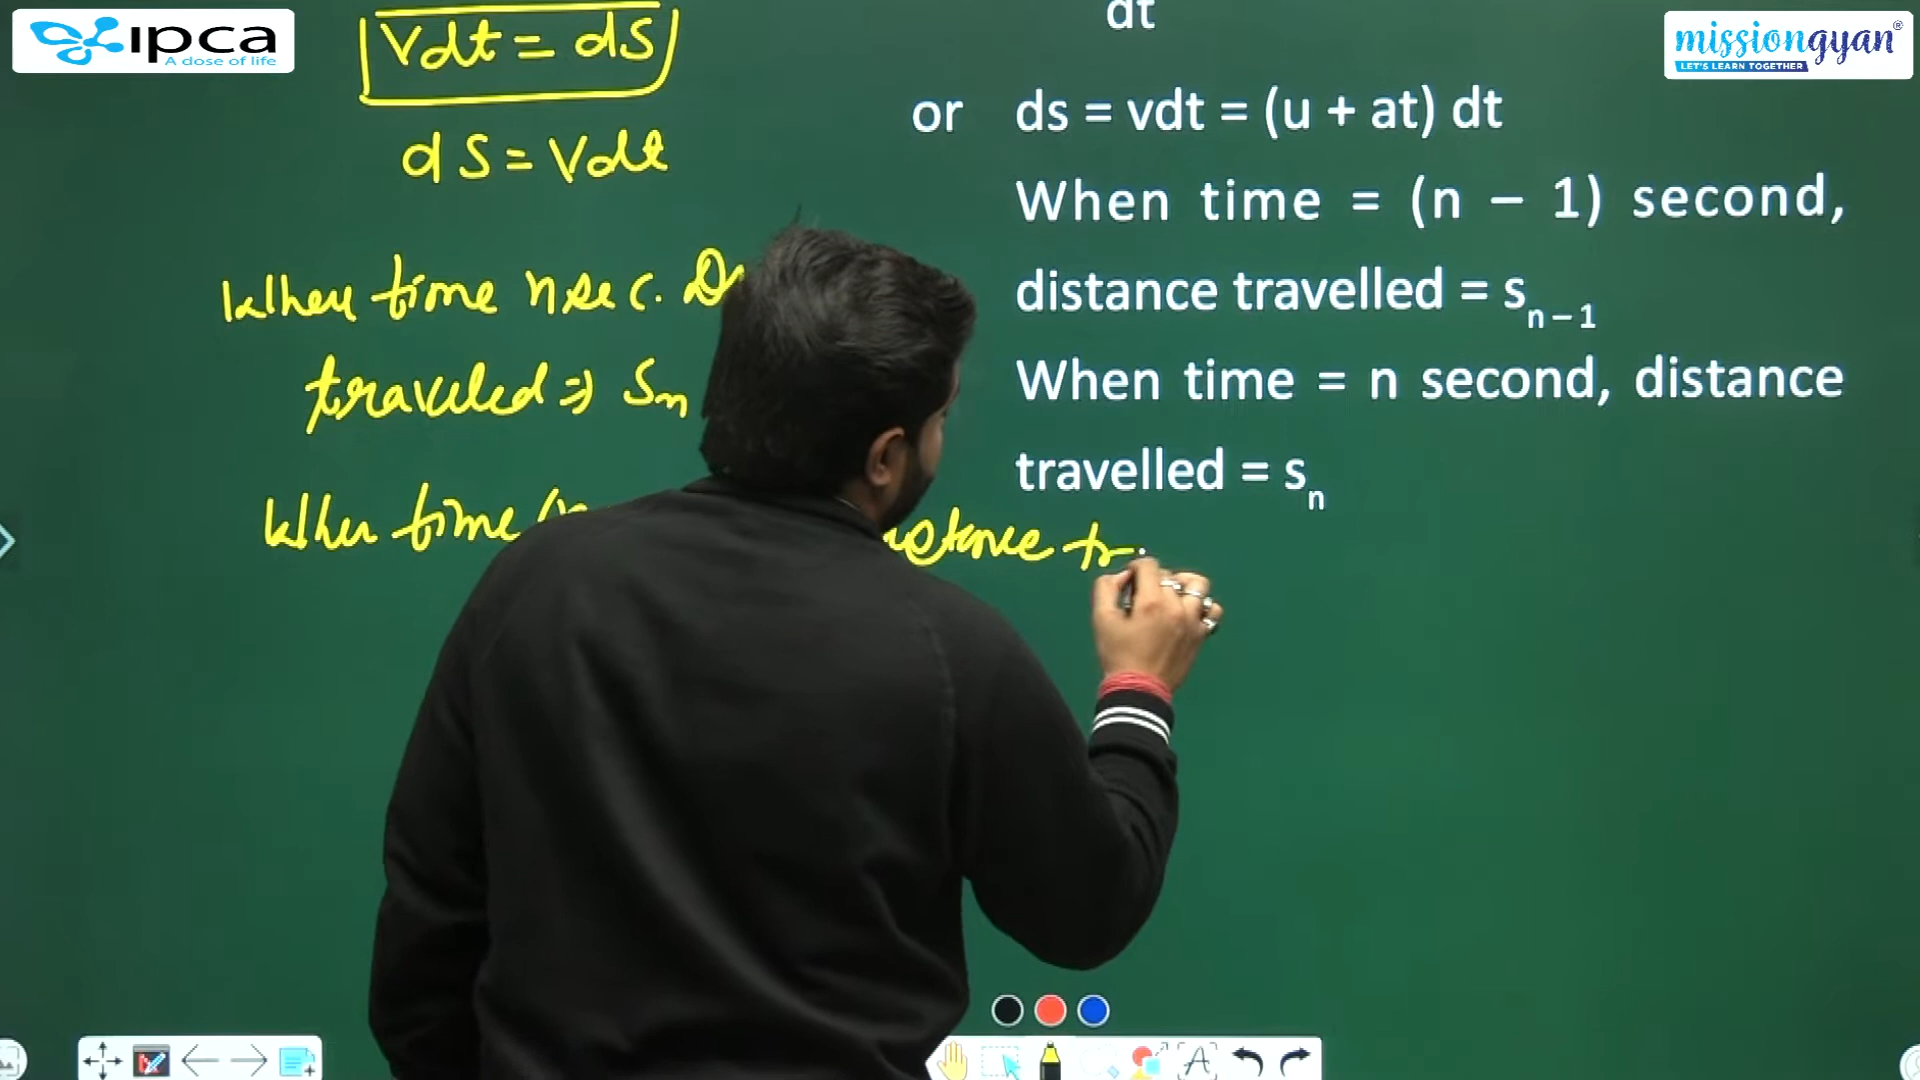 ipca
A dose of life
missiongyan®
LET'S LEARN TOGETHER
vdt = ds
ds = vdt
When time n sec.
traveled ⇒ Sn
When time
dt
or ds = vdt = (u + at) dt
When time = (n – 1) second,
distance travelled = sn – 1
When time = n second, distance
travelled = sn